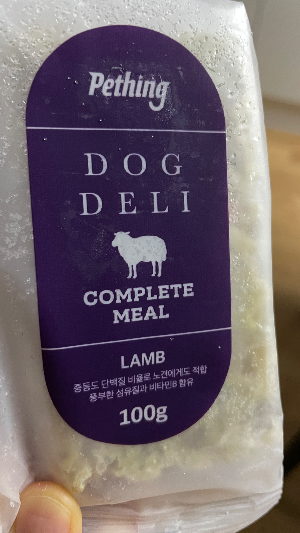 Pething
DOG
DELI
COMPLETE
MEAL
LAMB
중등도 단백질 비율로 노견에게도 적합
풍부한 섬유질과 비타민B 함유
100g